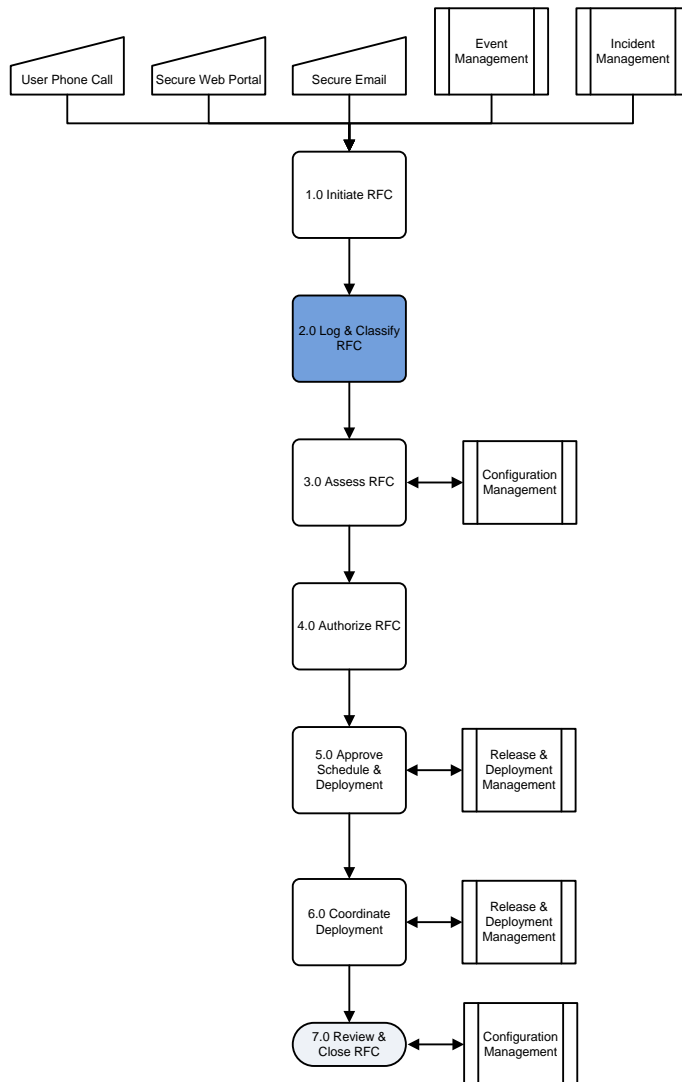 User Phone Call
Secure Web Portal
Secure Email
Event
Management
Incident
Management
1.0 Initiate RFC
2.0 Log & Classify
RFC
3.0 Assess RFC
Configuration
Management
4.0 Authorize RFC
5.0 Approve
Schedule &
Deployment
Release &
Deployment
Management
6.0 Coordinate
Deployment
Release &
Deployment
Management
7.0 Review &
Close RFC
Configuration
Management